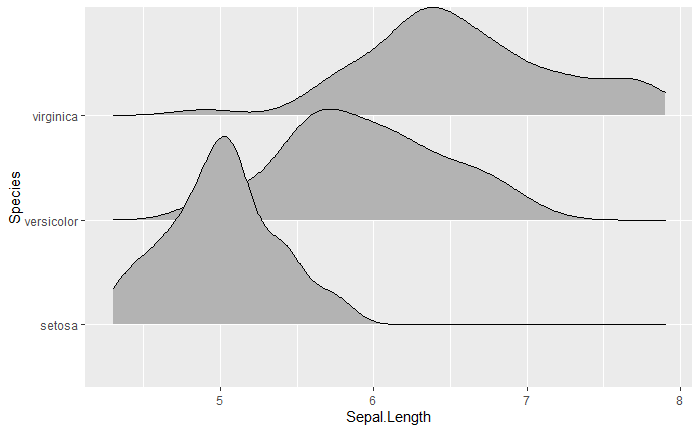 virginica
versicolor
setosa
Species
5 6 7 8
Sepal.Length